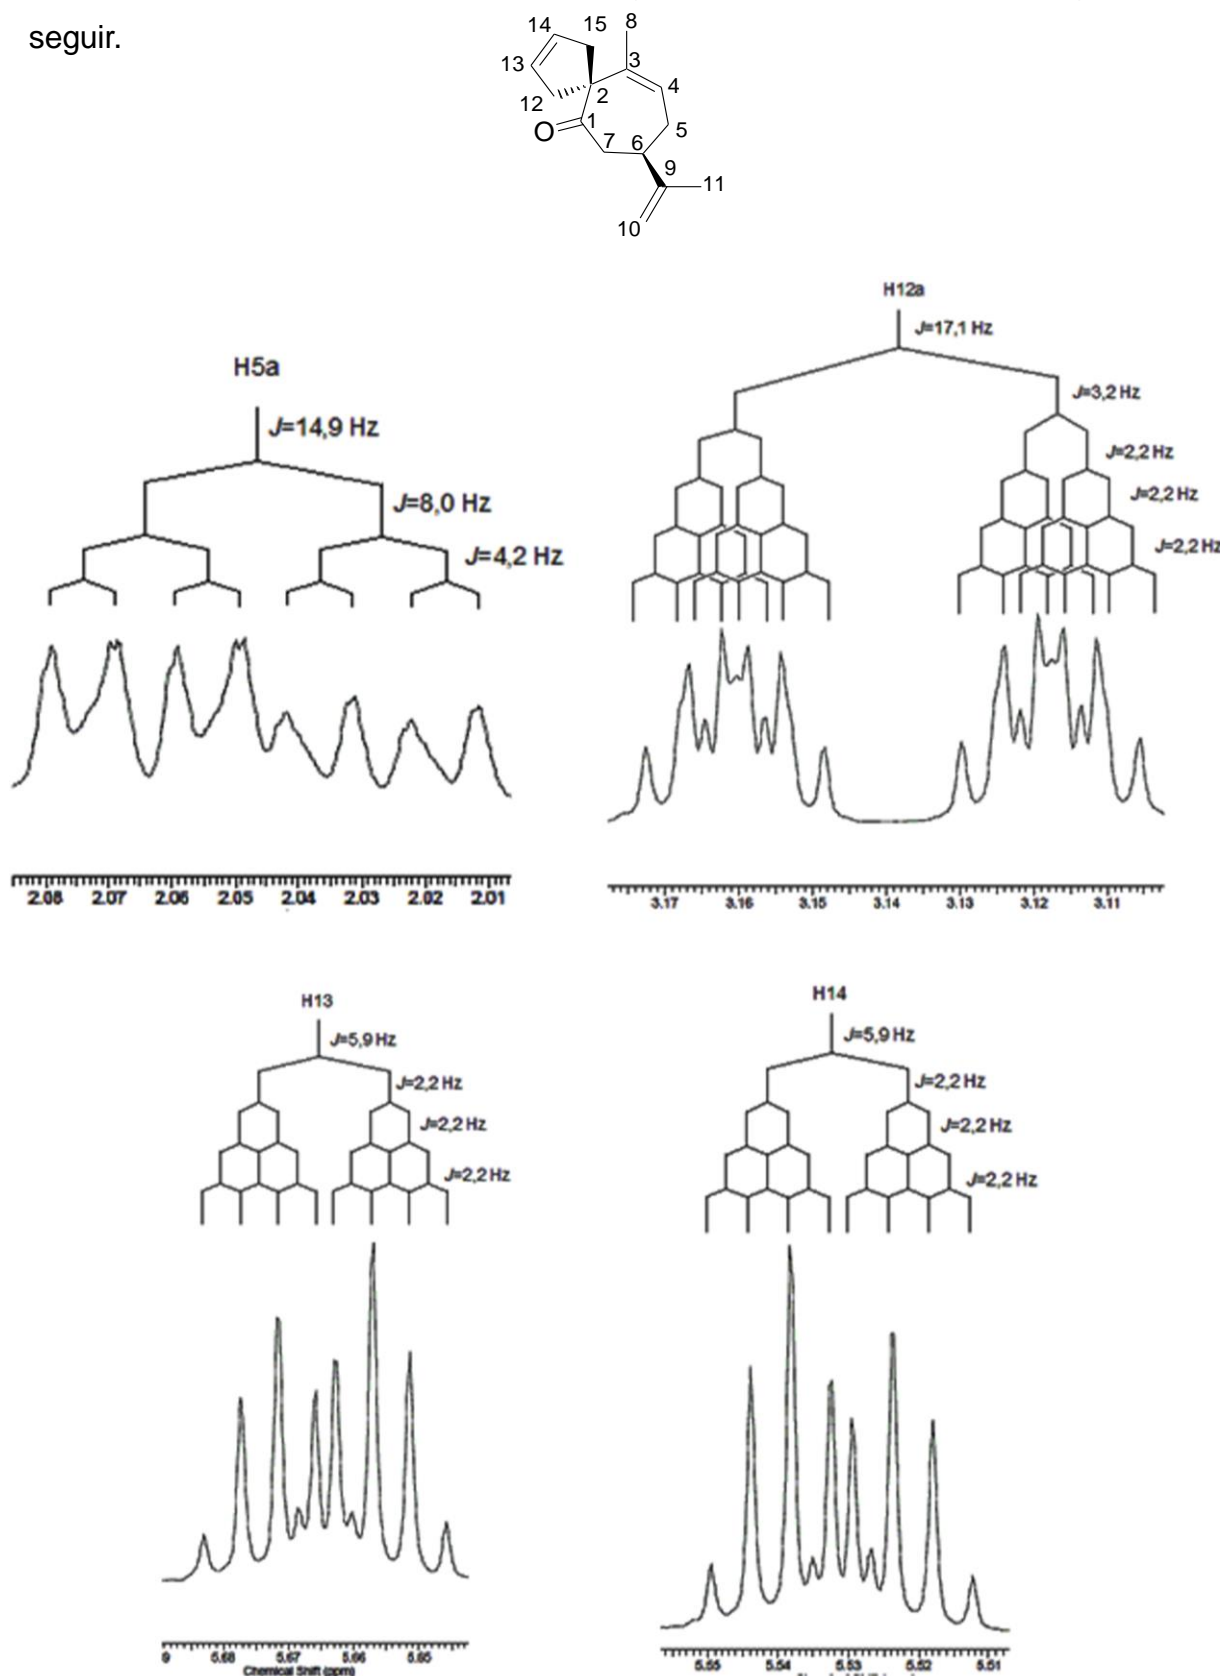 seguir.
14
15
8
13
3
4
12
2
1
O
5
7
6
9
11
10
H12a
J=17,1 Hz
J=3,2 Hz
J=2,2 Hz
J=2,2 Hz
J=2,2 Hz
H5a
J=14,9 Hz
J=8,0 Hz
J=4,2 Hz
2.08 2.07 2.06 2.05 2.04 2.03 2.02 2.01
3.17 3.16 3.15 3.14 3.13 3.12 3.11
H13
J=5,9 Hz
J=2,2 Hz
J=2,2 Hz
J=2,2 Hz
H14
J=5,9 Hz
J=2,2 Hz
J=2,2 Hz
J=2,2 Hz
9 5.68 5.67 5.66 5.65
Chemical Shift (ppm)
5.55 5.54 5.53 5.52 5.51